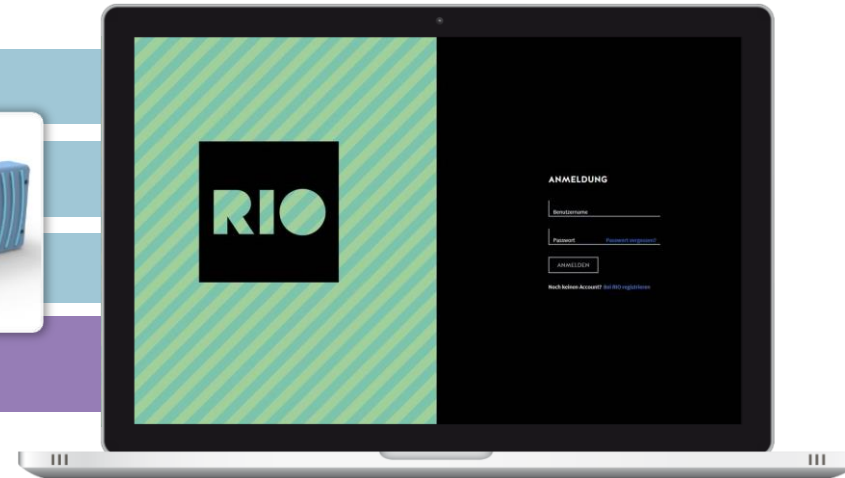 RIO
ANMELDUNG
Benutzername
Passwort Passwort vergessen?
ANMELDEN
Noch keinen Account? Bei RIO registrieren